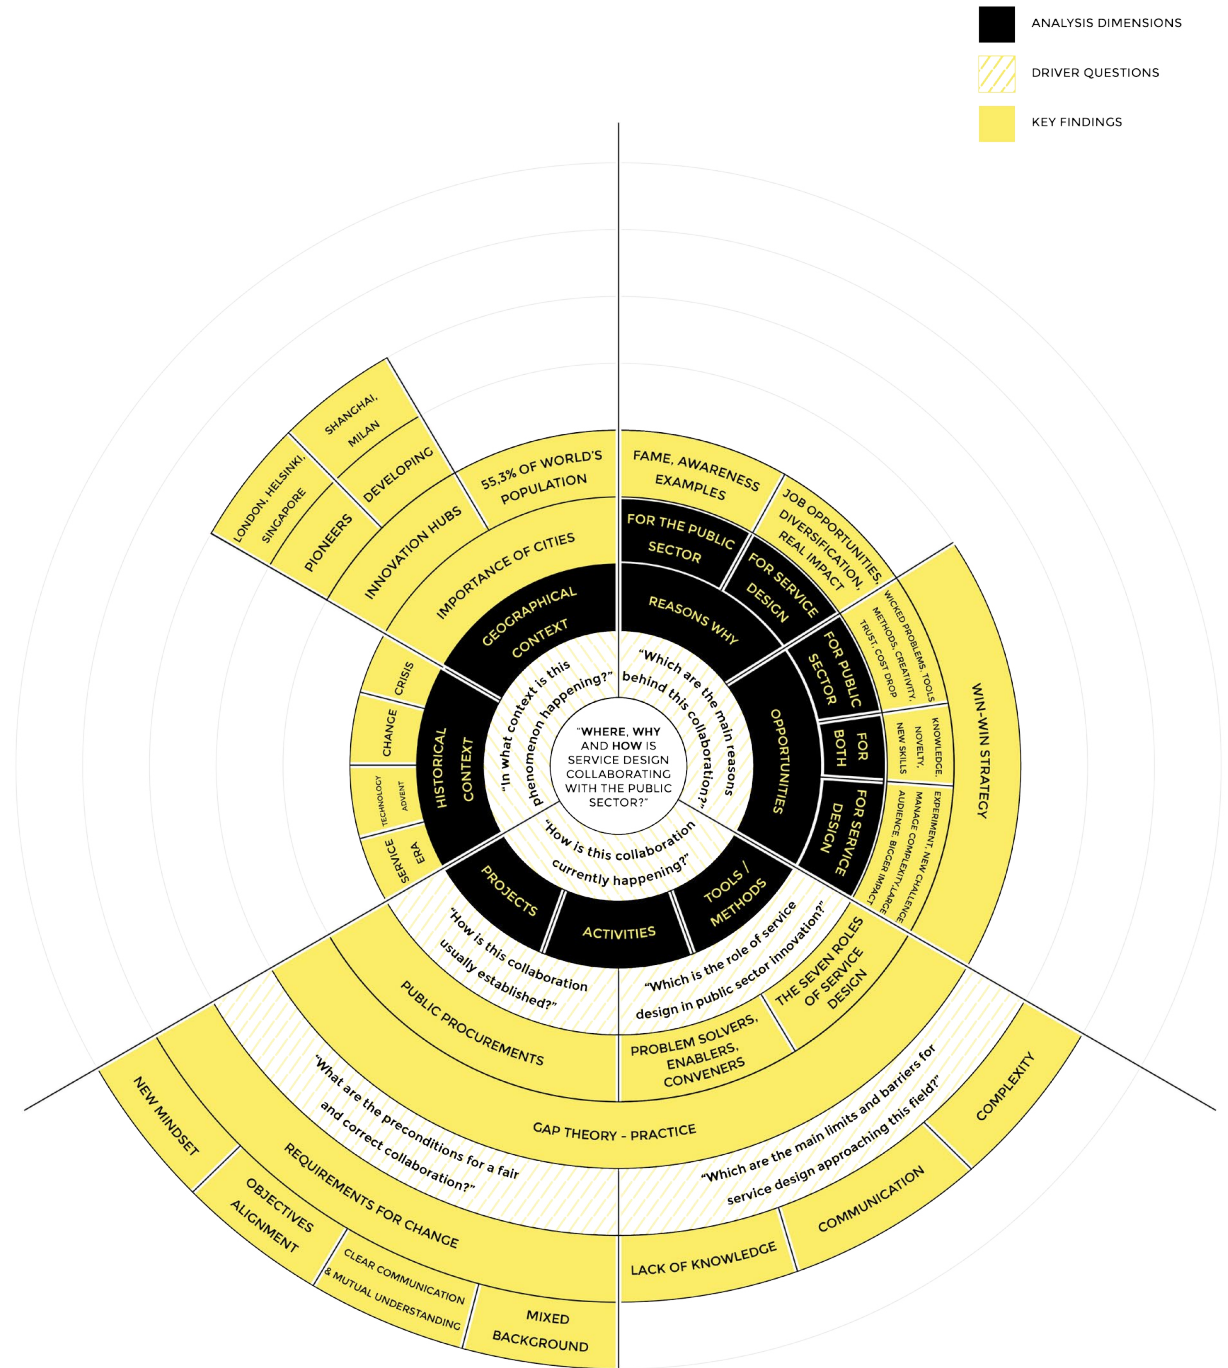 ANALYSIS DIMENSIONS
DRIVER QUESTIONS
KEY FINDINGS
"WHERE, WHY
AND HOW IS
SERVICE DESIGN
COLLABORATING
WITH THE PUBLIC
SECTOR?"
"In what context is this
phenomenon happening?"
GEOGRAPHICAL
CONTEXT
IMPORTANCE OF CITIES
55,3% OF WORLD'S
POPULATION
INNOVATION HUBS
DEVELOPING
SHANGHAI,
MILAN
PIONEERS
LONDON, HELSINKI,
SINGAPORE
HISTORICAL
CONTEXT
CRISIS
CHANGE
TECHNOLOGY
ADVENT
SERVICE
ERA
"Which are the main reasons
behind this collaboration?"
REASONS WHY
FOR THE PUBLIC
SECTOR
FAME, AWARENESS
EXAMPLES
FOR SERVICE
DESIGN
JOB OPPORTUNITIES,
DIVERSIFICATION,
REAL IMPACT
OPPORTUNITIES
FOR PUBLIC
SECTOR
WICKED PROBLEMS, TOOLS
METHODS, CREATIVITY,
TRUST, COST DROP
FOR
BOTH
KNOWLEDGE,
NOVELTY,
NEW SKILLS
FOR SERVICE
DESIGN
EXPERIMENT, NEW CHALLENGE
MANAGE COMPLEXITY,LARGE
AUDIENCE, BIGGER IMPACT
WIN-WIN STRATEGY
"How is this collaboration
currently happening?"
PROJECTS
ACTIVITIES
TOOLS /
METHODS
"How is this collaboration
usually established?"
"Which is the role of service
design in public sector innovation?"
PUBLIC PROCUREMENTS
PROBLEM SOLVERS,
ENABLERS,
CONVENERS
THE SEVEN ROLES
OF SERVICE
DESIGN
GAP THEORY - PRACTICE
"What are the preconditions for a fair
and correct collaboration?"
"Which are the main limits and barriers for
service design approaching this field?"
REQUIREMENTS FOR CHANGE
NEW MINDSET
OBJECTIVES
ALIGNMENT
CLEAR COMMUNICATION
& MUTUAL UNDERSTANDING
MIXED
BACKGROUND
LACK OF KNOWLEDGE
COMMUNICATION
COMPLEXITY